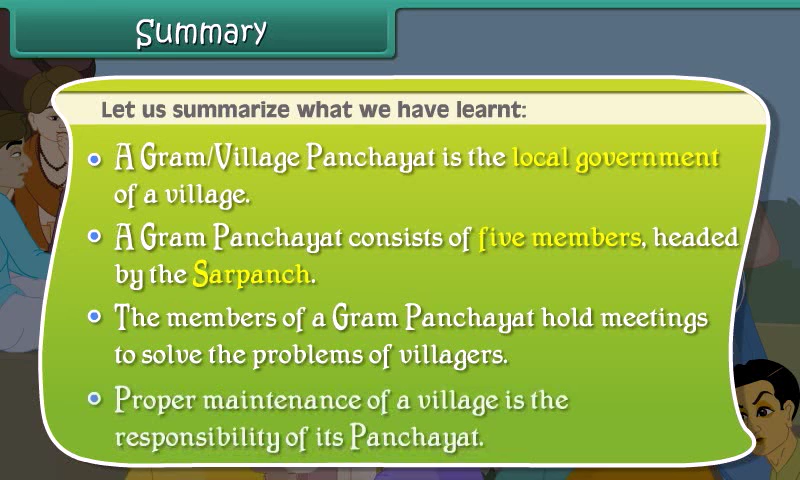 Summary
Let us summarize what we have learnt:
A Gram/Village Panchayat is the local government
of a village.
A Gram Panchayat consists of five members, headed
by the Sarpanch.
The members of a Gram Panchayat hold meetings
to solve the problems of villagers.
Proper maintenance of a village is the
responsibility of its Panchayat.